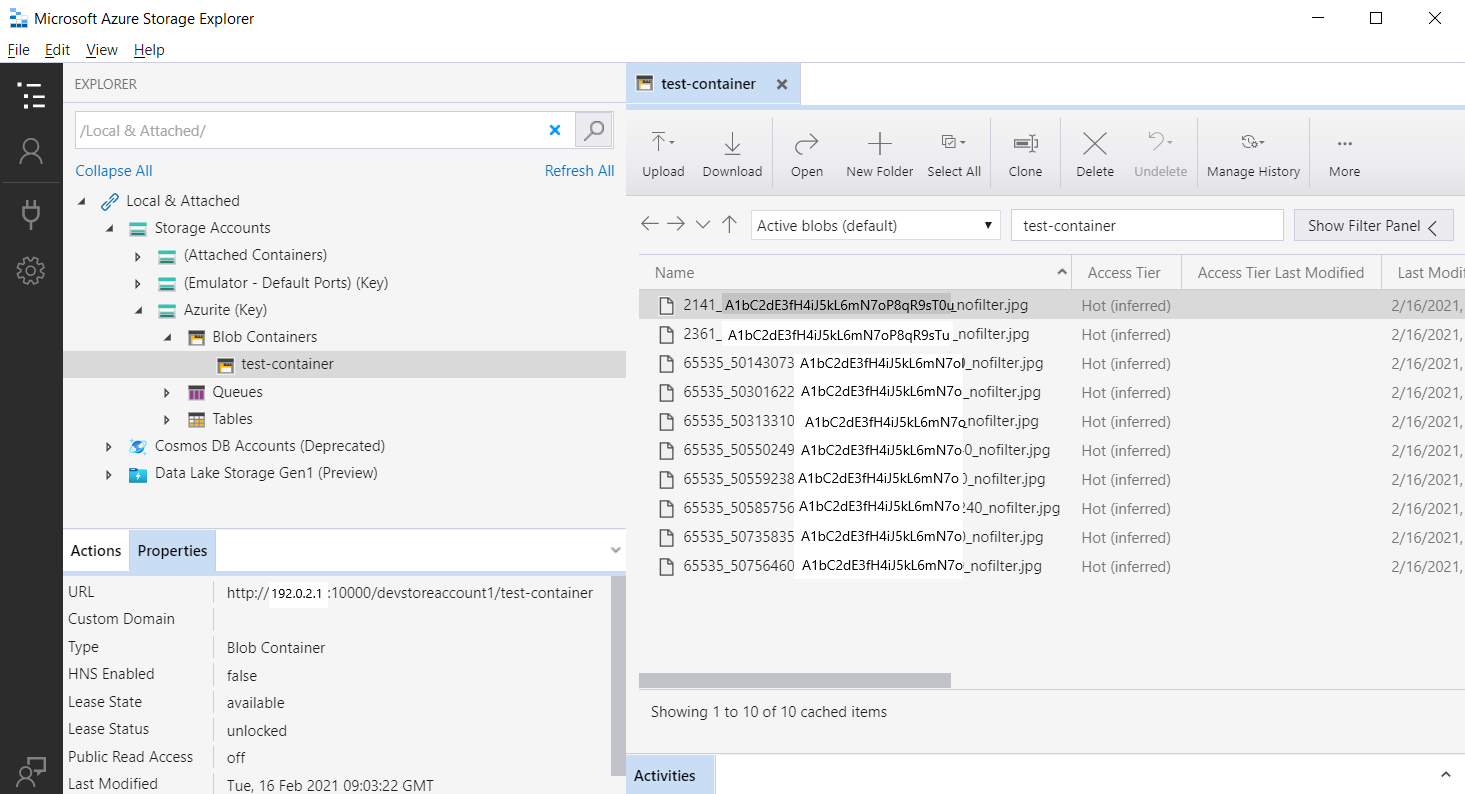 Microsoft Azure Storage Explorer
File Edit View Help
EXPLORER
/Local & Attached/
Collapse All Refresh All
Local & Attached
Storage Accounts
(Attached Containers)
(Emulator - Default Ports) (Key)
Azurite (Key)
Blob Containers
test-container
Queues
Tables
Cosmos DB Accounts (Deprecated)
Data Lake Storage Gen1 (Preview)
Actions Properties
URL http://192.0.2.1:10000/devstoreaccount1/test-container
Custom Domain
Type Blob Container
HNS Enabled false
Lease State available
Lease Status unlocked
Public Read Access off
Last Modified Tue, 16 Feb 2021 09:03:22 GMT
test-container
Upload Download Open New Folder Select All Clone Delete Undelete Manage History More
Active blobs (default) test-container Show Filter Panel
Name Access Tier Access Tier Last Modified Last Modifi
2141_A1bC2dE3fH4iJ5kL6mN7oP8qR9sT0u_nofilter.jpg Hot (inferred) 2/16/2021,
2361_A1bC2dE3fH4iJ5kL6mN7oP8qR9sTu_nofilter.jpg Hot (inferred) 2/16/2021,
65535_50143073 A1bC2dE3fH4iJ5kL6mN7o_nofilter.jpg Hot (inferred) 2/16/2021,
65535_50301622 A1bC2dE3fH4iJ5kL6mN7o_nofilter.jpg Hot (inferred) 2/16/2021,
65535_50313310 A1bC2dE3fH4iJ5kL6mN7o_nofilter.jpg Hot (inferred) 2/16/2021,
65535_50550249 A1bC2dE3fH4iJ5kL6mN7o0_nofilter.jpg Hot (inferred) 2/16/2021,
65535_50559238 A1bC2dE3fH4iJ5kL6mN7o_nofilter.jpg Hot (inferred) 2/16/2021,
65535_50585756 A1bC2dE3fH4iJ5kL6mN7o240_nofilter.jpg Hot (inferred) 2/16/2021,
65535_50735835 A1bC2dE3fH4iJ5kL6mN7o_nofilter.jpg Hot (inferred) 2/16/2021,
65535_50756460 A1bC2dE3fH4iJ5kL6mN7o_nofilter.jpg Hot (inferred) 2/16/2021,
Showing 1 to 10 of 10 cached items
Activities